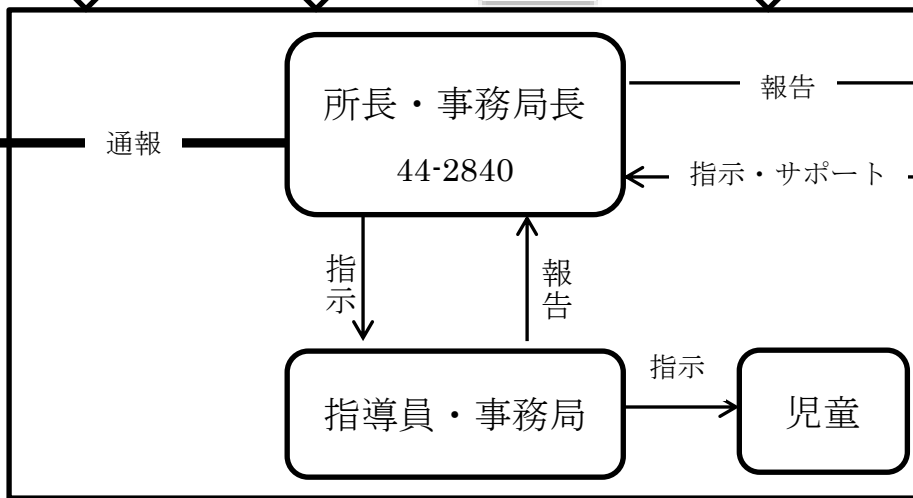 所長・事務局長
44-2840
報告
通報
指示・サポート
指示
報告
指導員・事務局
指示
児童